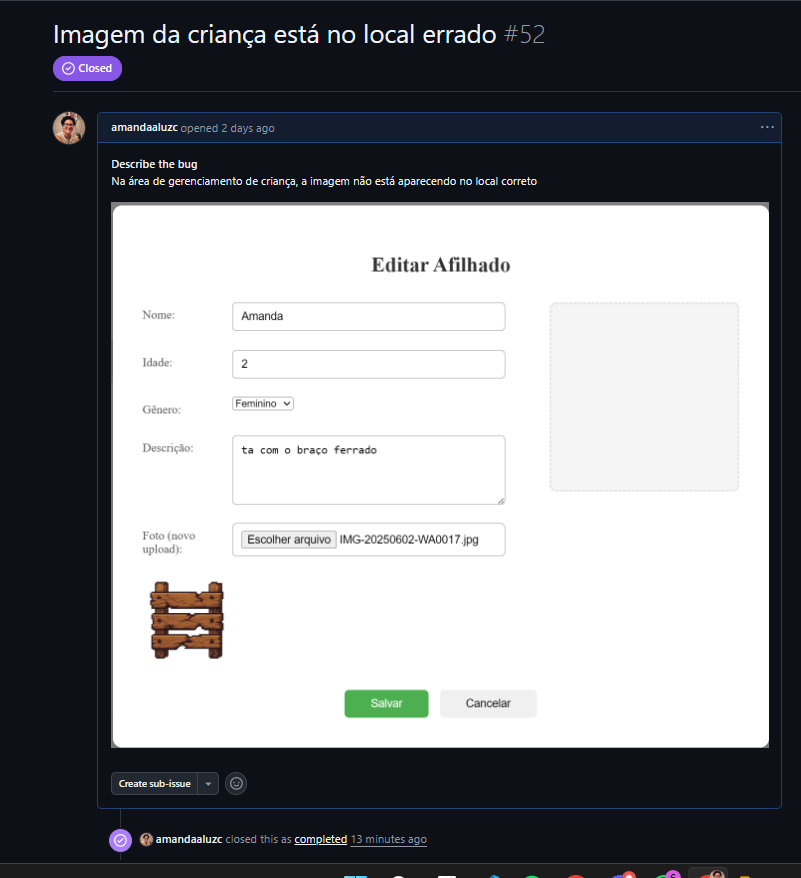 Imagem da criança está no local errado #52
Closed
amandaaluzc opened 2 days ago
Describe the bug
Na área de gerenciamento de criança, a imagem não está aparecendo no local correto
Editar Afilhado
Nome:
Amanda
Idade:
2
Gênero:
Feminino
Descrição:
ta com o braço ferrado
Foto (novo
upload):
Escolher arquivo IMG-20250602-WA0017.jpg
Salvar
Cancelar
Create sub-issue
amandaaluzc closed this as completed 13 minutes ago